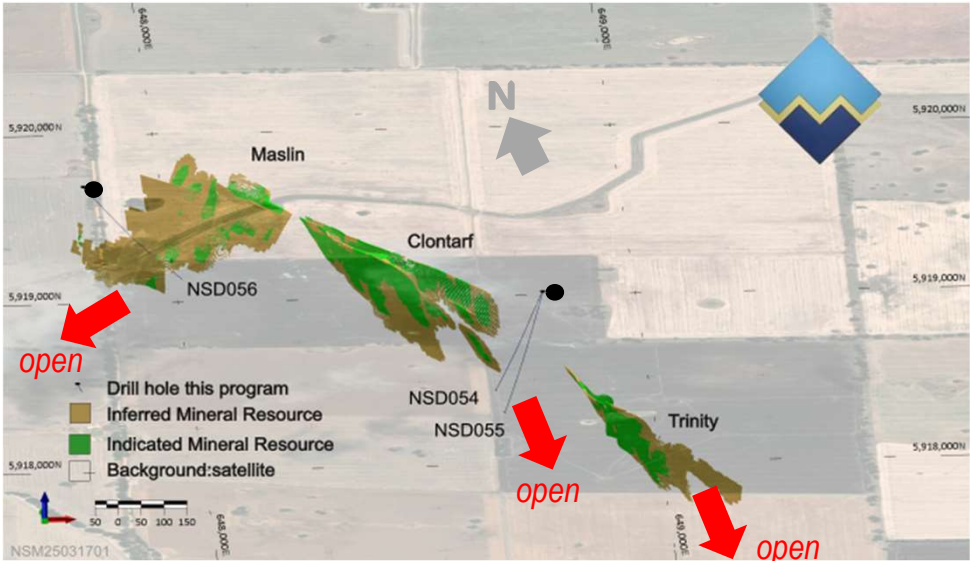 648,000E
649,000E
N
5,920,000N
5,920,000N
Maslin
Clontarf
NSD056
5,919,000N
5,919,000N
open
Drill hole this program
Inferred Mineral Resource
Indicated Mineral Resource
Background:satellite
NSD054
NSD055
Trinity
5,918,000N
5,918,000N
open
50 0 50 100 150
648,000E
649,000E
open
NSM25031701